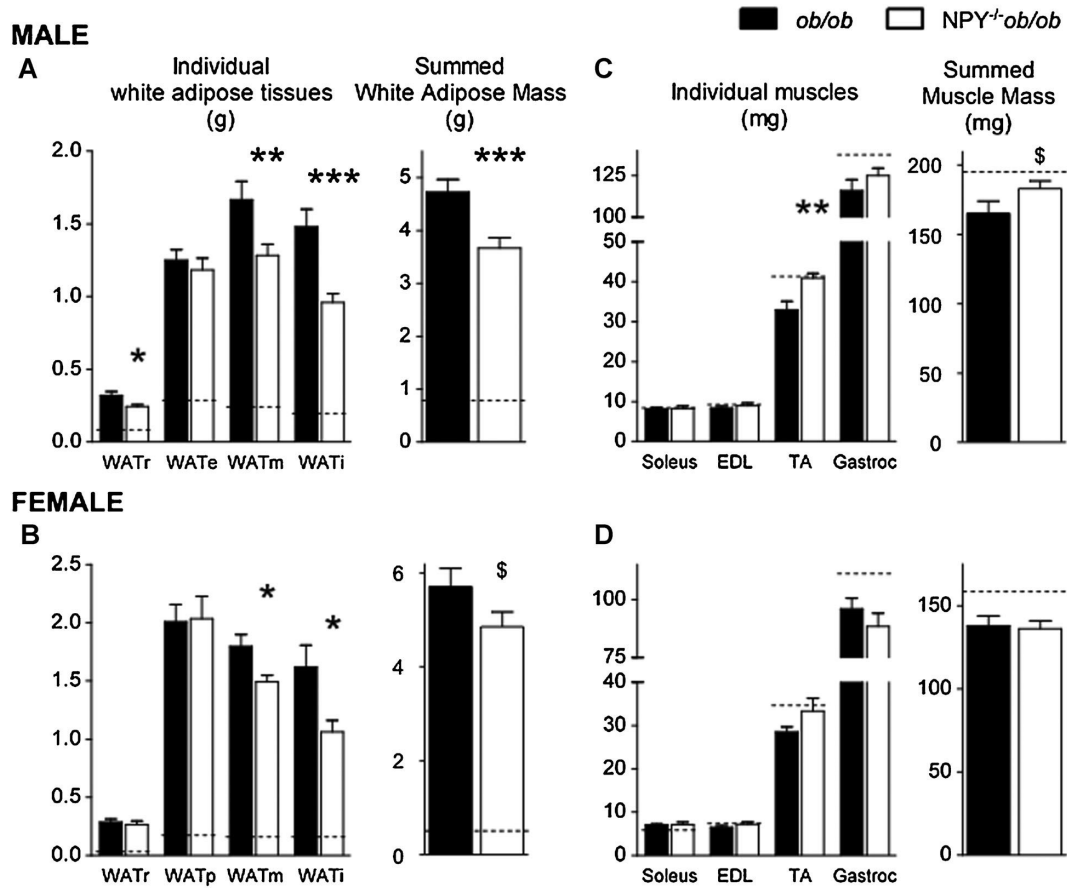 ob/ob NPY-/-ob/ob
MALE
A
Individual
white adipose tissues
(g)
Summed
White Adipose Mass
(g)
C
Individual muscles
(mg)
Summed
Muscle Mass
(mg)
2.0
1.5
1.0
0.5
0.0
*
**
***
WATr WATe WATm WATi
5
4
3
2
1
0
***
125
100
50
40
30
20
10
0
**
Soleus EDL TA Gastroc
200
150
100
0
$
FEMALE
B
2.5
2.0
1.5
1.0
0.5
0.0
*
*
WATr WATp WATm WATi
6
4
2
0
$
D
100
75
40
30
20
10
0
Soleus EDL TA Gastroc
150
100
50
0